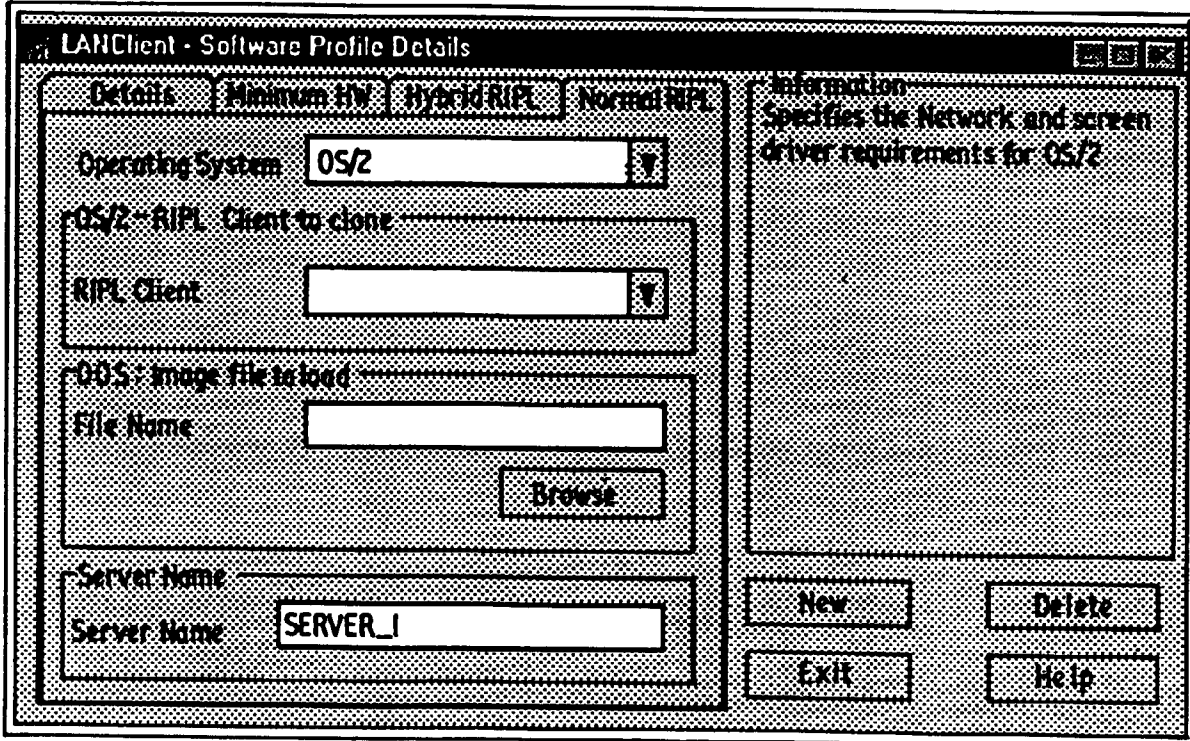 LANClient - Software Profile Details
Details
Minimum HW
Hybrid RIPL
Normal RIPL
Operating System
OS/2
OS/2 - RIPL Client to clone
RIPL Client
DOS : Image file to load
File Name
Browse
Server Name
Server Name
SERVER_1
Information
Specifies the Network and screen
driver requirements for OS/2
New
Delete
Exit
Help